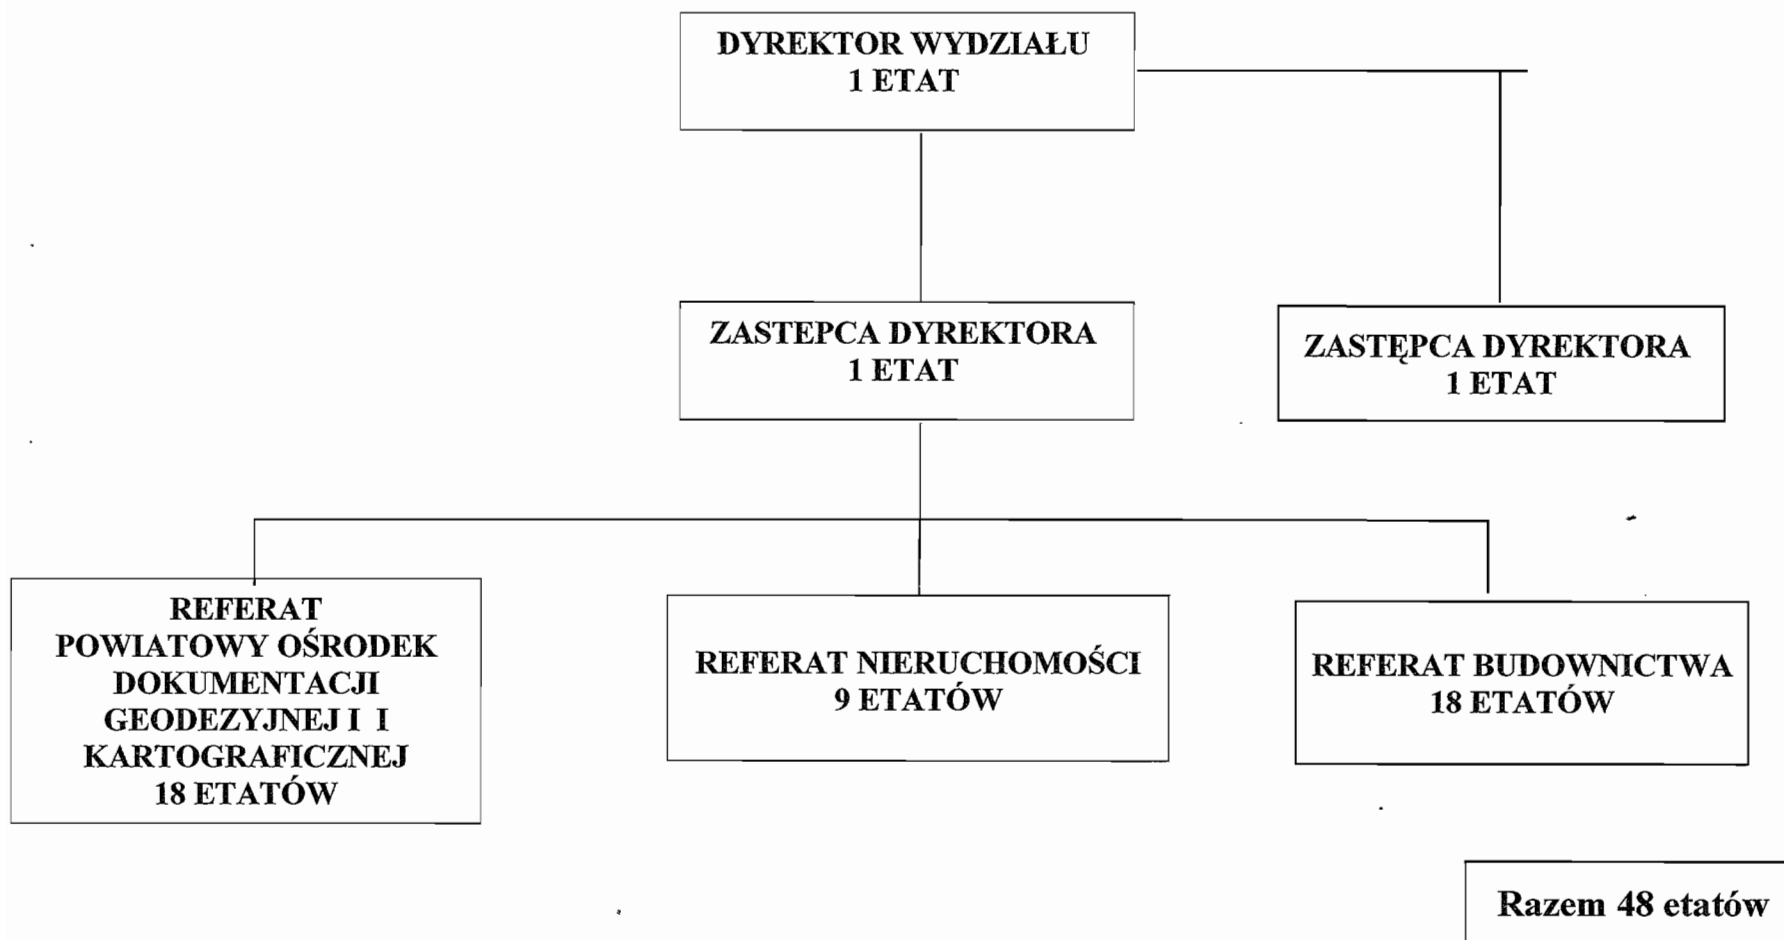 DYREKTOR WYDZIAŁU
1 ETAT
ZASTEPCA DYREKTORA
1 ETAT
ZASTĘPCA DYREKTORA
1 ETAT
REFERAT
POWIATOWY OŚRODEK
DOKUMENTACJI
GEODEZYJNEJ I I
KARTOGRAFICZNEJ
18 ETATÓW
REFERAT NIERUCHOMOŚCI
9 ETATÓW
REFERAT BUDOWNICTWA
18 ETATÓW
Razem 48 etatów